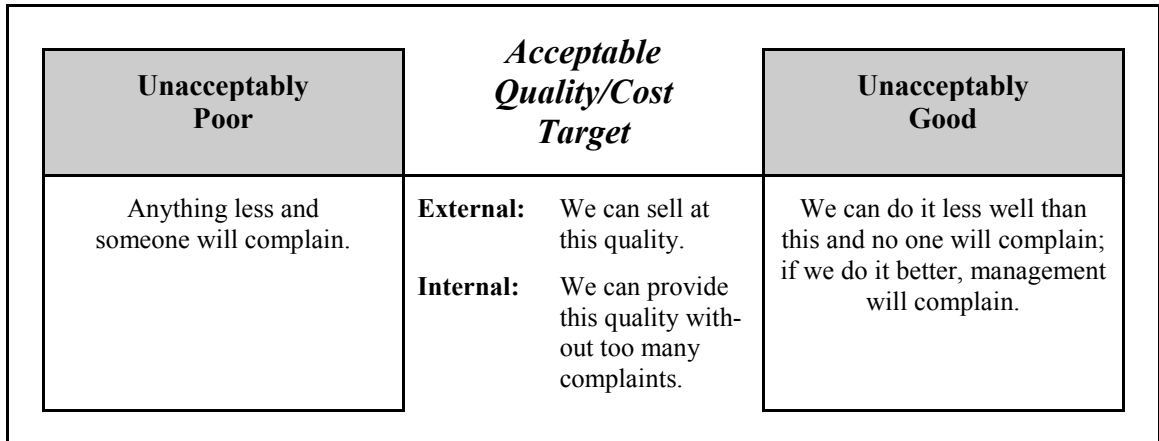 Unacceptably
Poor
Acceptable
Quality/Cost
Target
Unacceptably
Good
Anything less and
someone will complain.
External: We can sell at
this quality.
Internal: We can provide
this quality with-
out too many
complaints.
We can do it less well than
this and no one will complain;
if we do it better, management
will complain.